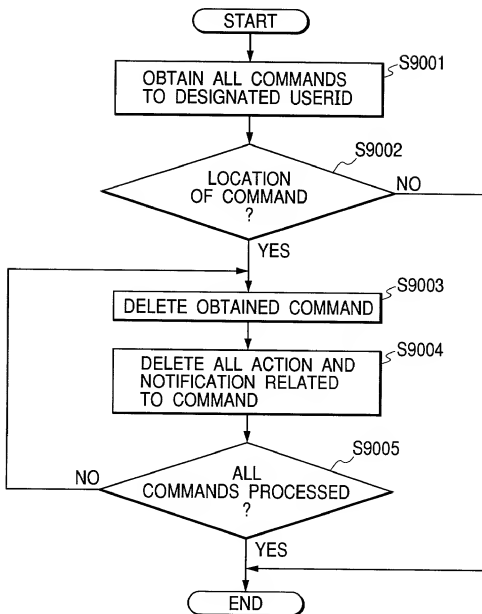 START
S9001
OBTAIN ALL COMMANDS
TO DESIGNATED USERID
S9002
LOCATION
OF COMMAND
?
NO
YES
S9003
DELETE OBTAINED COMMAND
S9004
DELETE ALL ACTION AND
NOTIFICATION RELATED
TO COMMAND
S9005
ALL
COMMANDS PROCESSED
?
NO
YES
END